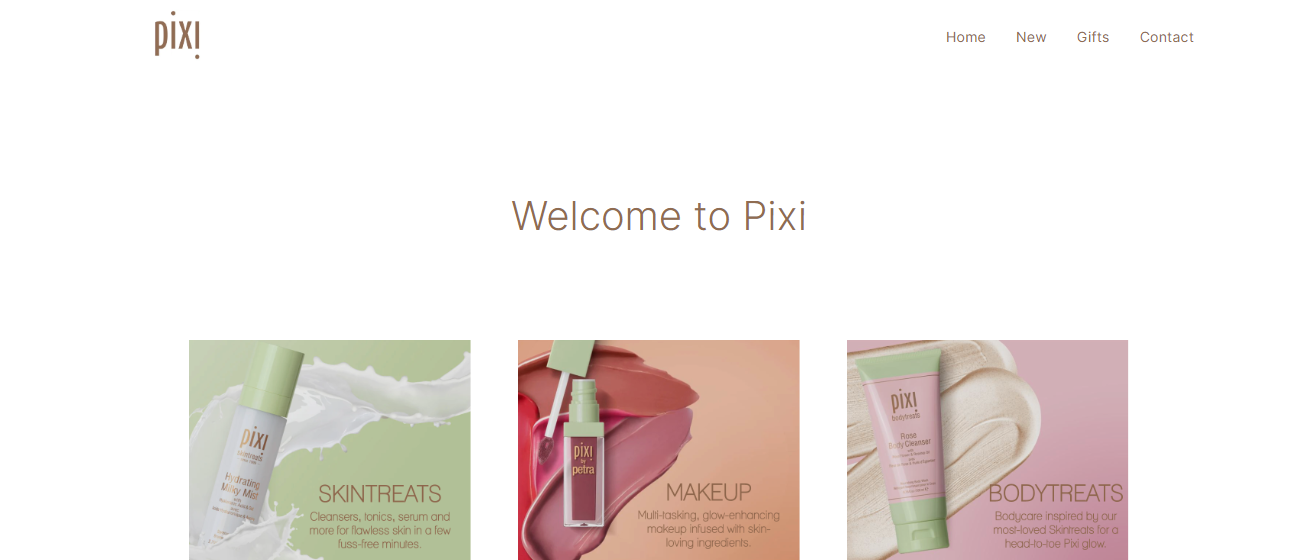 pixi
Home New Gifts Contact
Welcome to Pixi
pixi
skintreats
Hydrating
Milky Mist
SKINTREATS
Cleansers, tonics, serum and
more for flawless skin in a few
fuss-free minutes.
pixi
by
petra
MAKEUP
Multi-tasking, glow-enhancing
makeup infused with skin-
loving ingredients.
pixi
bodytreats
Rose
Body Cleanser
BODYTREATS
Bodycare inspired by our
most-loved Skintreats for a
head-to-toe Pixi glow.